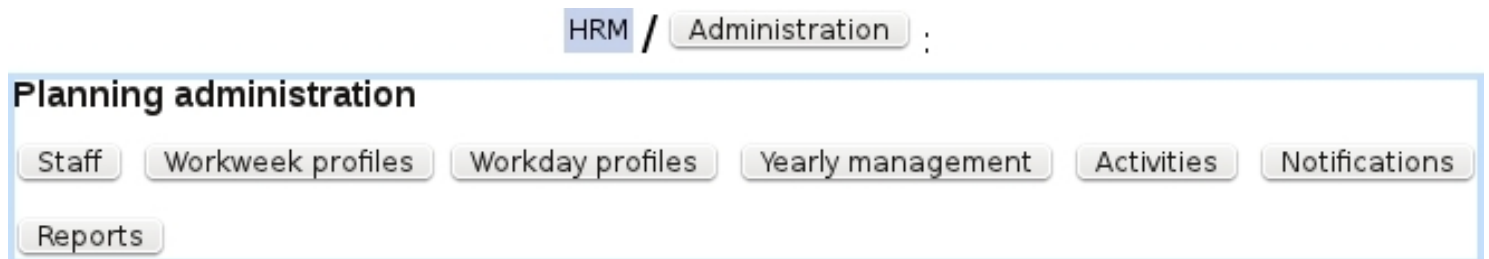 HRM / Administration :
Planning administration
Staff Workweek profiles Workday profiles Yearly management Activities Notifications
Reports